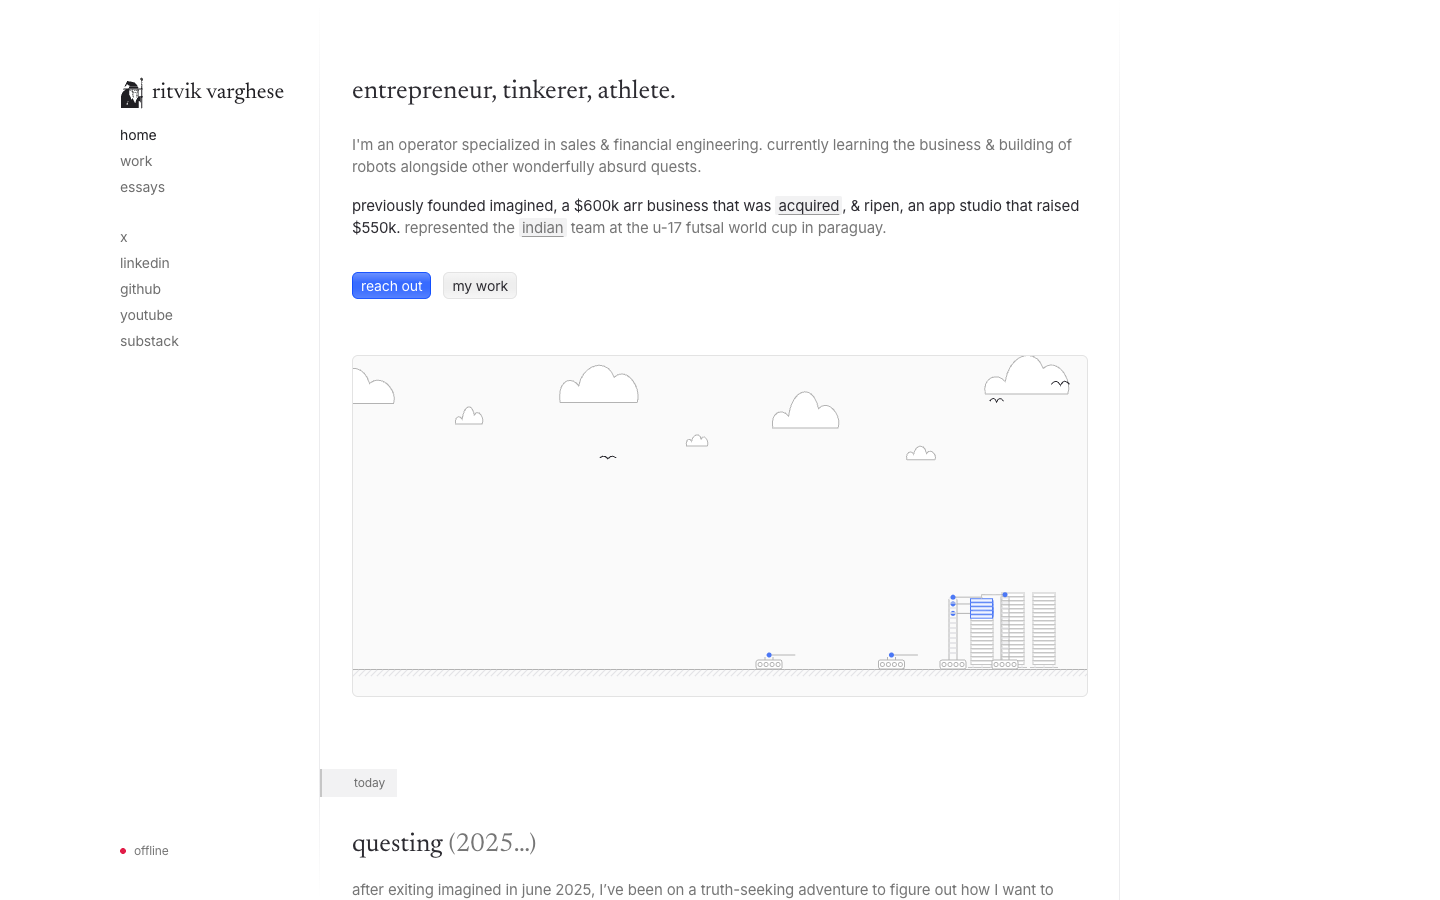 ritvik varghese
home
work
essays
x
linkedin
github
youtube
substack
offline
entrepreneur, tinkerer, athlete.
I'm an operator specialized in sales & financial engineering. currently learning the business & building of
robots alongside other wonderfully absurd quests.
previously founded imagined, a $600k arr business that was acquired, & ripen, an app studio that raised
$550k. represented the indian team at the u-17 futsal world cup in paraguay.
reach out
my work
today
questing (2025...)
after exiting imagined in june 2025, I’ve been on a truth-seeking adventure to figure out how I want to